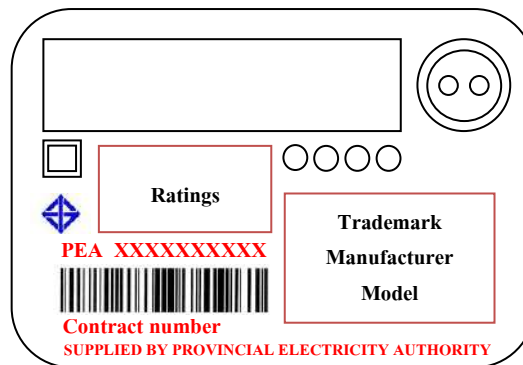 Ratings
Trademark
Manufacturer
Model
PEA XXXXXXXXXX
Contract number
SUPPLIED BY PROVINCIAL ELECTRICITY AUTHORITY